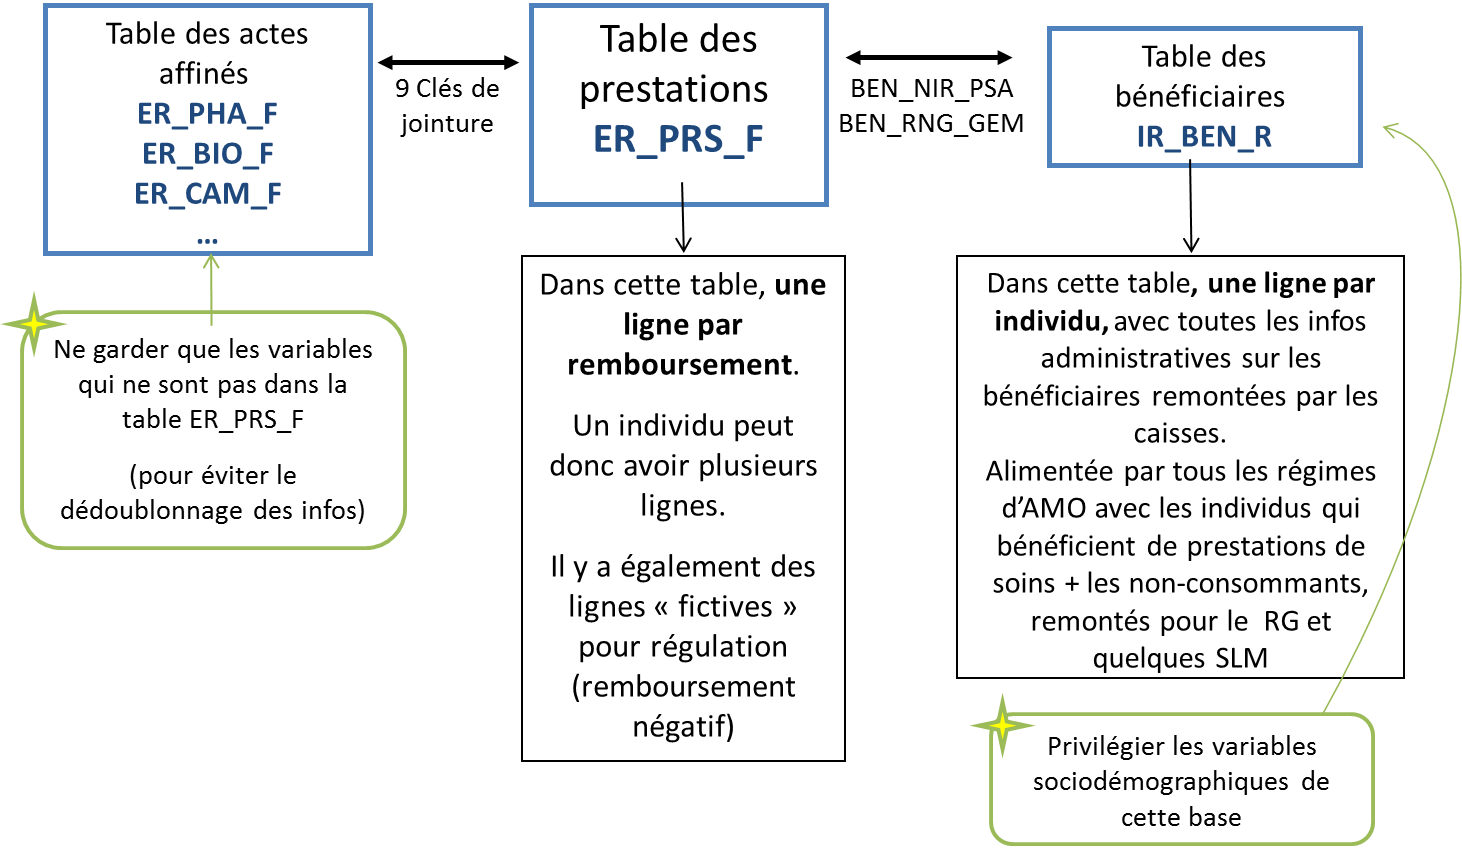 Table des actes
affinés
ER_PHA_F
ER_BIO_F
ER_CAM_F
...
9 Clés de
jointure
Table des
prestations
ER_PRS_F
BEN_NIR_PSA
BEN_RNG_GEM
Table des
bénéficiaires
IR_BEN_R
Ne garder que les variables
qui ne sont pas dans la
table ER_PRS_F
(pour éviter le
dédoublonnage des infos)
Dans cette table, une
ligne par
remboursement.
Un individu peut
donc avoir plusieurs
lignes.
Il y a également des
lignes « fictives »
pour régulation
(remboursement
négatif)
Dans cette table, une ligne par
individu, avec toutes les infos
administratives sur les
bénéficiaires remontées par les
caisses.
Alimentée par tous les régimes
d’AMO avec les individus qui
bénéficient de prestations de
soins + les non-consommants,
remontés pour le RG et
quelques SLM
Privilégier les variables
sociodémographiques de
cette base